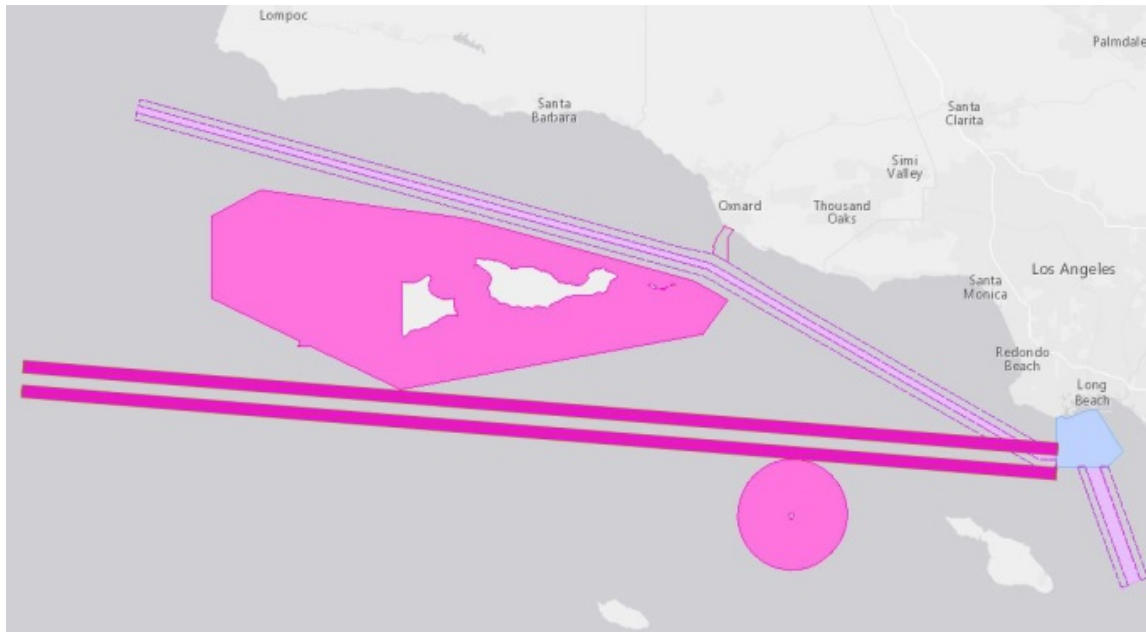 Lompoc
Palmdale
Santa
Barbara
Santa
Clarita
Simi
Valley
Oxnard
Thousand
Oaks
Los Angeles
Santa
Monica
Redondo
Beach
Long
Beach